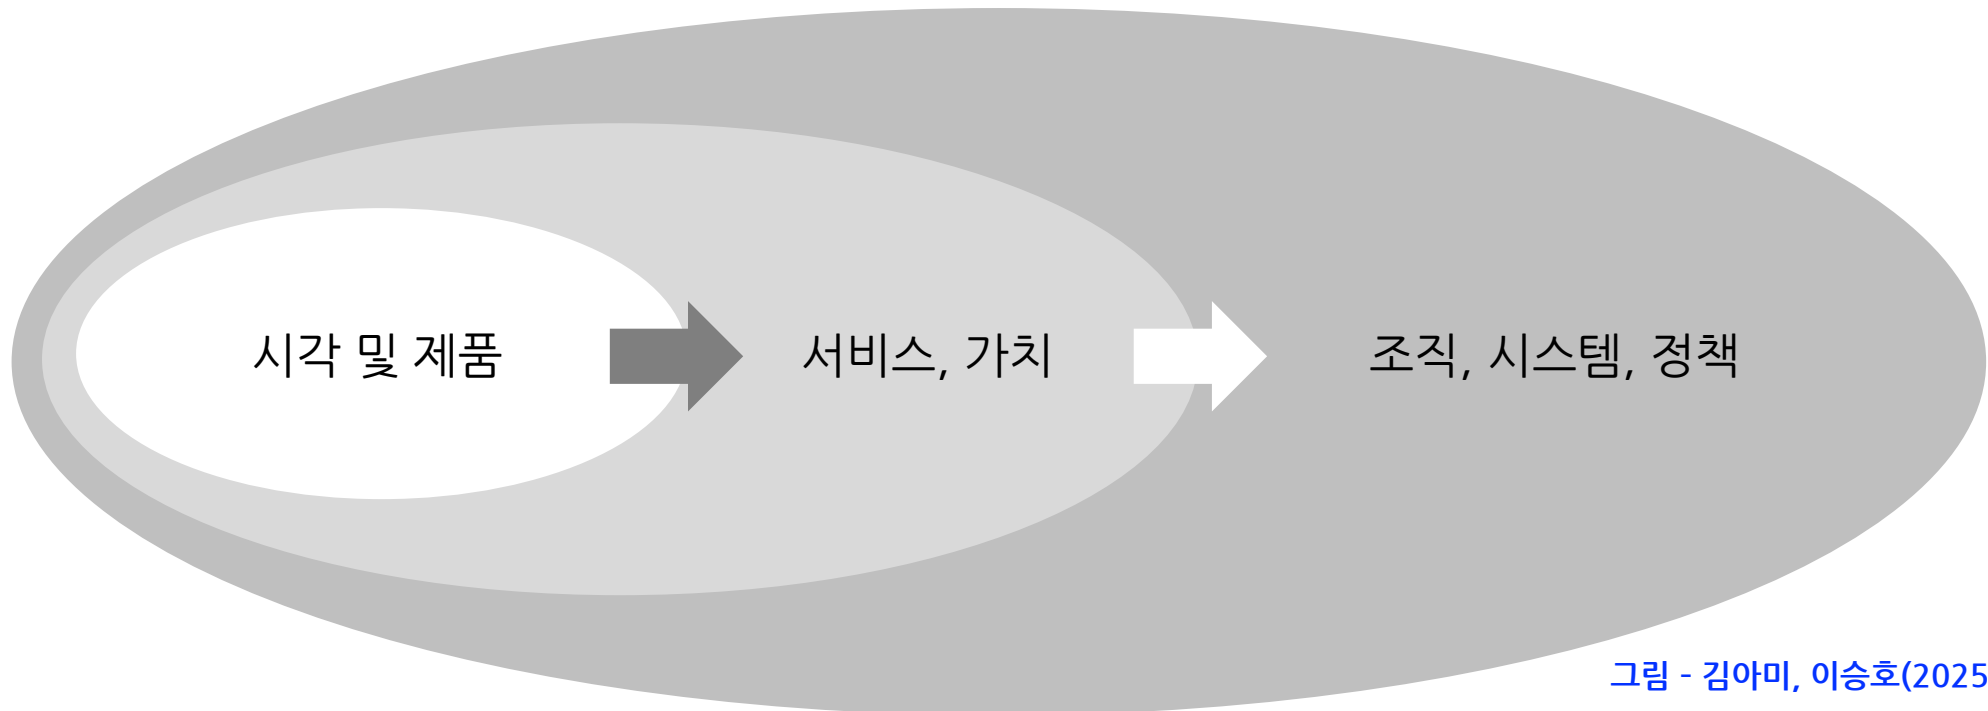 시각 및 제품
서비스, 가치
조직, 시스템, 정책
그림 - 김아미, 이승호(2025